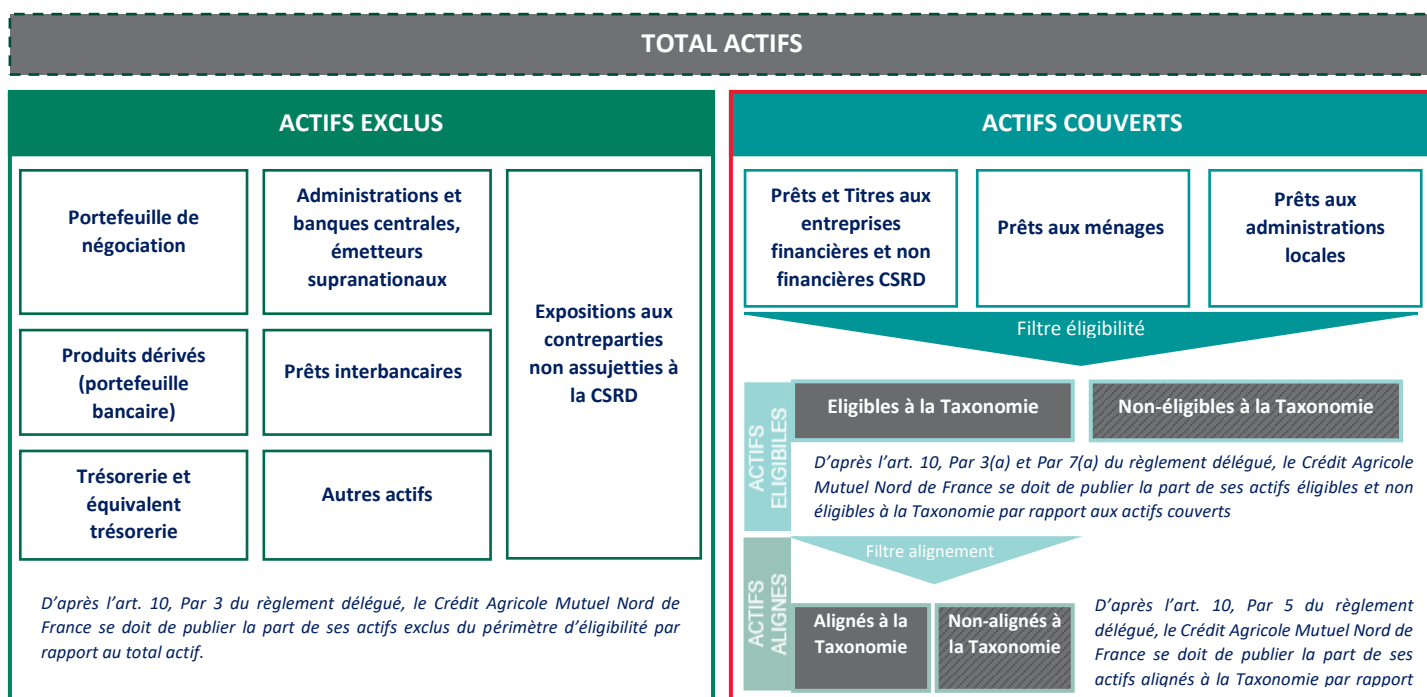 TOTAL ACTIFS
ACTIFS EXCLUS
Portefeuille de
négociation
Administrations et
banques centrales,
émetteurs
supranationaux
Expositions aux
contreparties
non assujetties à
la CSRD
Produits dérivés
(portefeuille
bancaire)
Prêts interbancaires
Trésorerie et
équivalent
trésorerie
Autres actifs
D'après l'art. 10, Par 3 du règlement délégué, le Crédit Agricole Mutuel Nord de
France se doit de publier la part de ses actifs exclus du périmètre d'éligibilité par
rapport au total actif.
ACTIFS COUVERTS
Prêts et Titres aux
entreprises
financières et non
financières CSRD
Prêts aux ménages
Prêts aux
administrations
locales
Filtre éligibilité
ACTIFS
ELIGIBILES
Eligibles à la Taxonomie
Non-éligibles à la Taxonomie
D'après l'art. 10, Par 3(a) et Par 7(a) du règlement délégué, le Crédit Agricole
Mutuel Nord de France se doit de publier la part de ses actifs éligibles et non
éligibles à la Taxonomie par rapport aux actifs couverts
Filtre alignement
ACTIFS
ALIGNES
Alignés à la
Taxonomie
Non-alignés à
la Taxonomie
D'après l'art. 10, Par 5 du règlement
délégué, le Crédit Agricole Mutuel Nord de
France se doit de publier la part de ses
actifs alignés à la Taxonomie par rapport